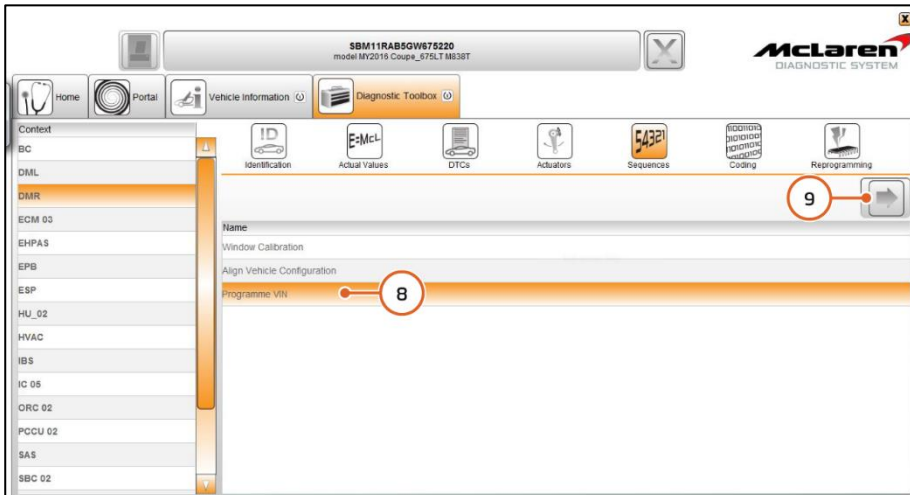 X
SBM11RAB5GW675220
model MY2016 Coupe_675LT M838T
McLaren
DIAGNOSTIC SYSTEM
Home
Portal
Vehicle Information
Diagnostic Toolbox
Context
BC
DML
DMR
ECM 03
EHPAS
EPB
ESP
HU_02
HVAC
IBS
IC 05
ORC 02
PCCU 02
SAS
SBC 02
ID
Identification
E=McL
Actual Values
DTCs
Actuators
54321
Sequences
Coding
Reprogramming
9
Name
Window Calibration
Align Vehicle Configuration
Programme VIN
8